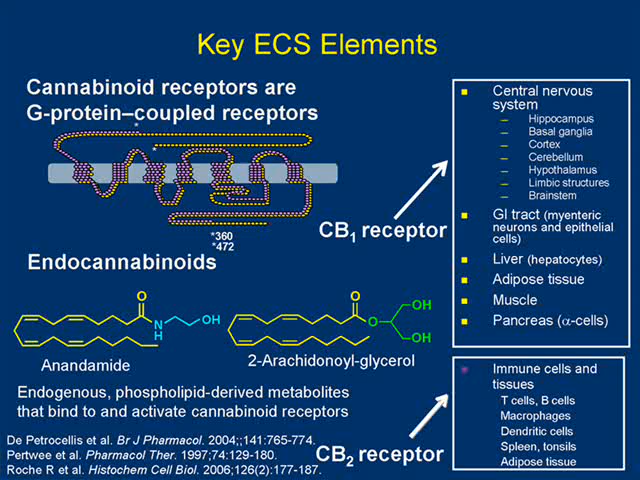 Key ECS Elements
Cannabinoid receptors are
G-protein–coupled receptors
*
*
*360
*472
Endocannabinoids
O
N
H
OH
Anandamide
O
O
OH
OH
2-Arachidonoyl-glycerol
Endogenous, phospholipid-derived metabolites
that bind to and activate cannabinoid receptors
De Petrocellis et al. Br J Pharmacol. 2004;;141:765-774.
Pertwee et al. Pharmacol Ther. 1997;74:129-180.
Roche R et al. Histochem Cell Biol. 2006;126(2):177-187.
CB1 receptor
Central nervous
system
– Hippocampus
– Basal ganglia
– Cortex
– Cerebellum
– Hypothalamus
– Limbic structures
– Brainstem
GI tract (myenteric
neurons and epithelial
cells)
Liver (hepatocytes)
Adipose tissue
Muscle
Pancreas (α-cells)
CB2 receptor
Immune cells and
tissues
T cells, B cells
Macrophages
Dendritic cells
Spleen, tonsils
Adipose tissue